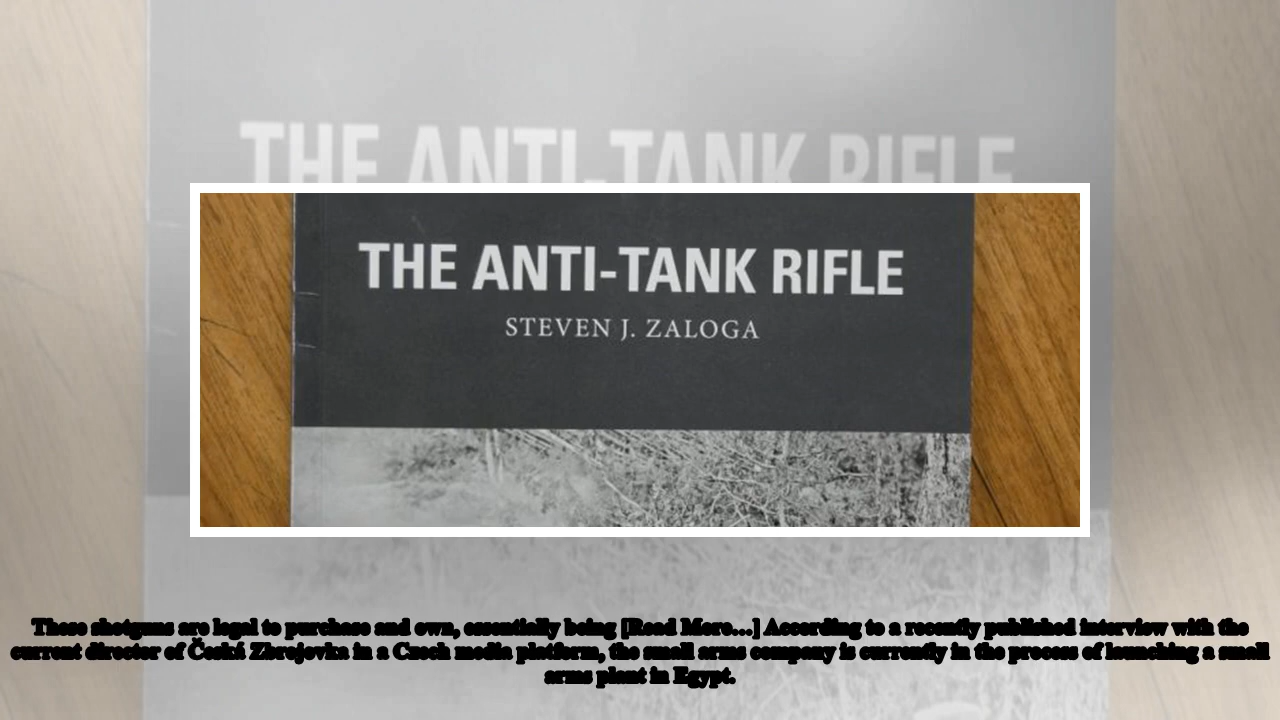 THE ANTI-TANK RIFLE
THE ANTI-TANK RIFLE
STEVEN J. ZALOGA
These shotguns are legal to purchase and own, essentially being [Read More...] According to a recently published interview with the
current director of Česká Zbrojovka in a Czech media platform, the small arms company is currently in the process of launching a small
arms plant in Egypt.